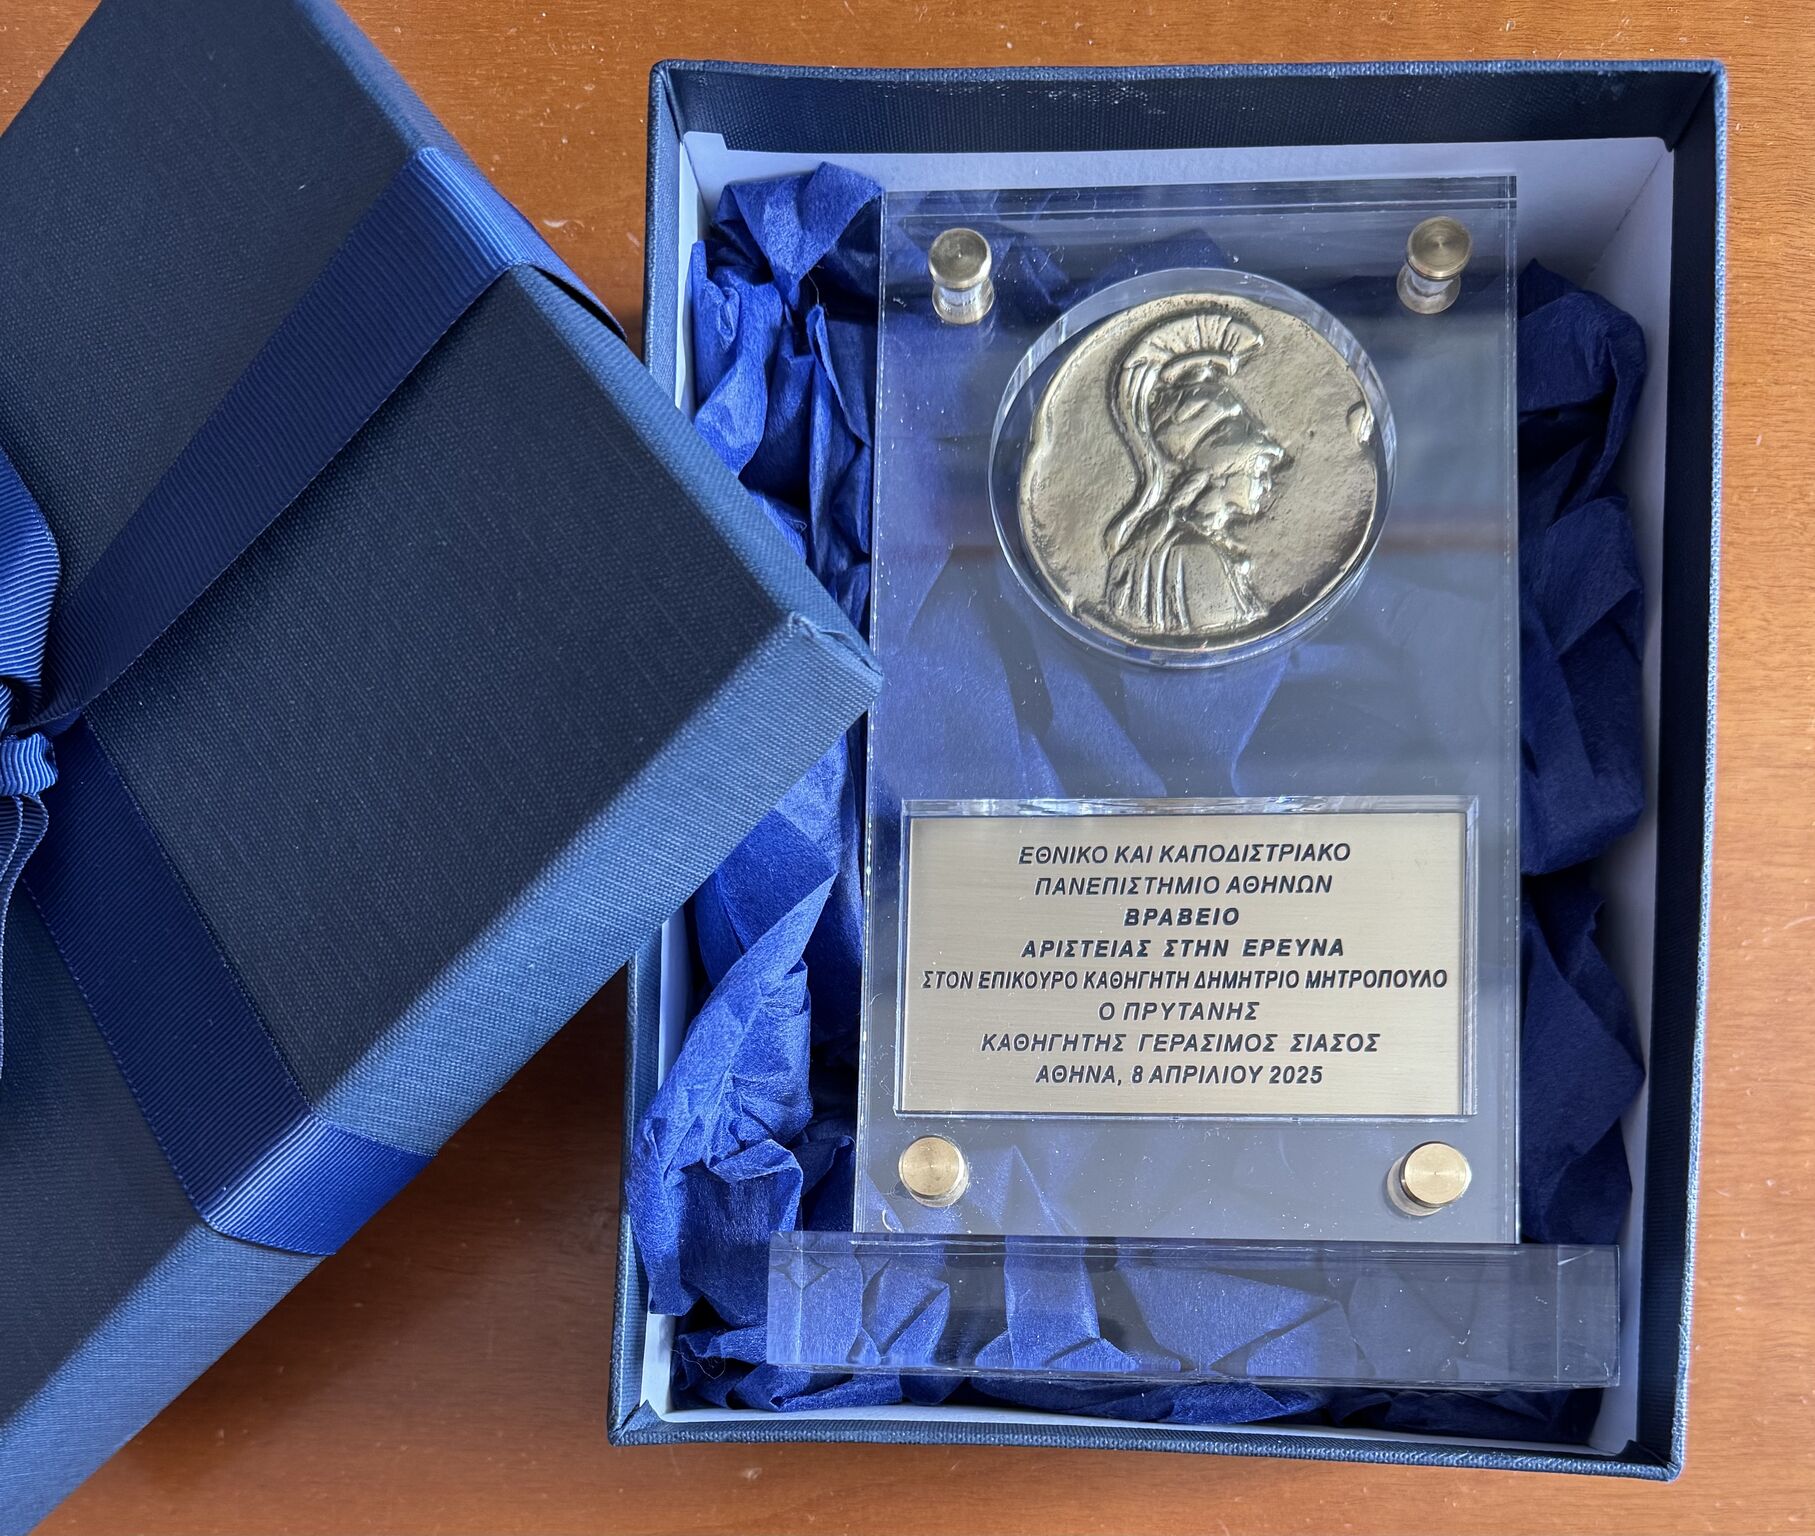 ΕΘΝΙΚΟ ΚΑΙ ΚΑΠΟΔΙΣΤΡΙΑΚΟ
ΠΑΝΕΠΙΣΤΗΜΙΟ ΑΘΗΝΩΝ
ΒΡΑΒΕΙΟ
ΑΡΙΣΤΕΙΑΣ ΣΤΗΝ ΕΡΕΥΝΑ
ΣΤΟΝ ΕΠΙΚΟΥΡΟ ΚΑΘΗΓΗΤΗ ΔΗΜΗΤΡΙΟ ΜΗΤΡΟΠΟΥΛΟ
Ο ΠΡΥΤΑΝΗΣ
ΚΑΘΗΓΗΤΗΣ ΓΕΡΑΣΙΜΟΣ ΣΙΑΣΟΣ
ΑΘΗΝΑ, 8 ΑΠΡΙΛΙΟΥ 2025